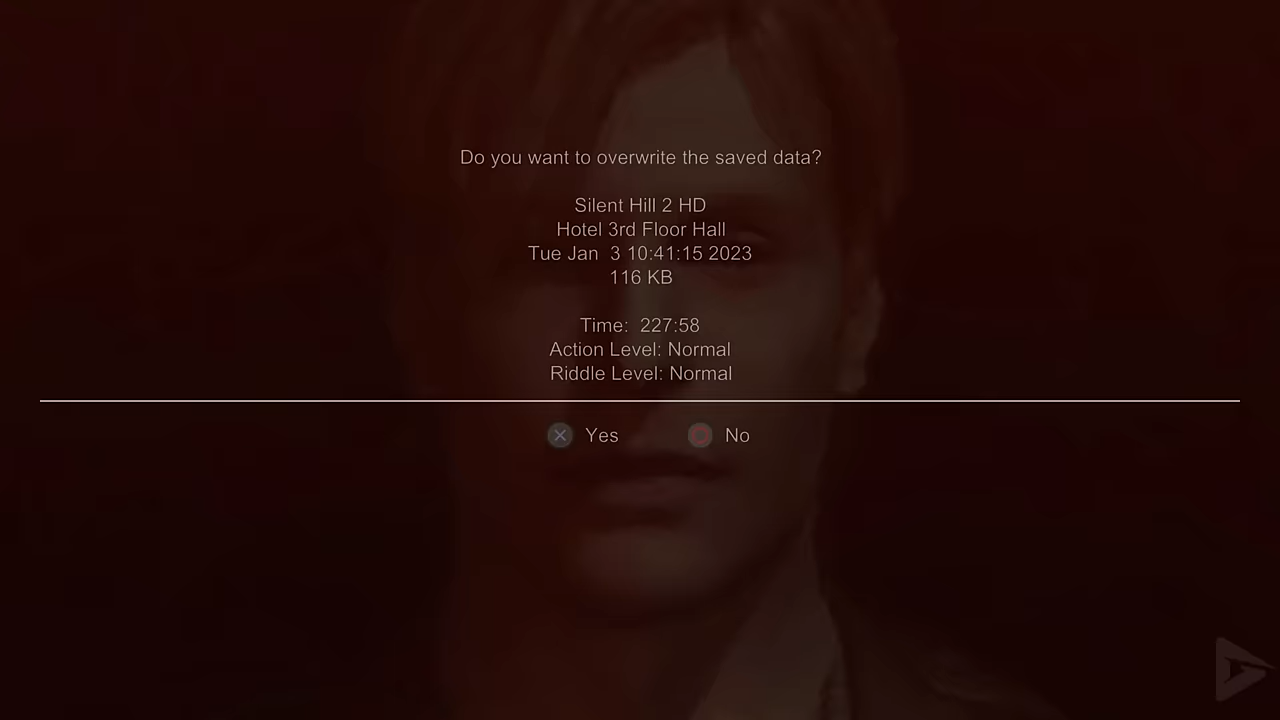 Do you want to overwrite the saved data?
Silent Hill 2 HD
Hotel 3rd Floor Hall
Tue Jan  3 10:41:15 2023
116 KB
Time:  227:58
Action Level: Normal
Riddle Level: Normal
Yes No